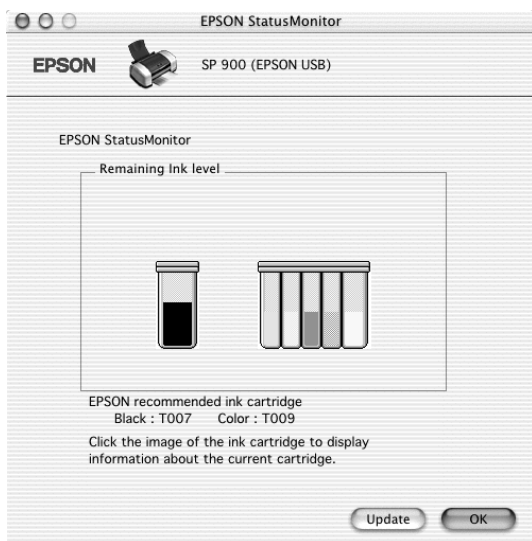 EPSON StatusMonitor
EPSON
SP 900 (EPSON USB)
EPSON StatusMonitor
Remaining Ink level
EPSON recommended ink cartridge
Black : T007 Color : T009
Click the image of the ink cartridge to display
information about the current cartridge.
Update OK